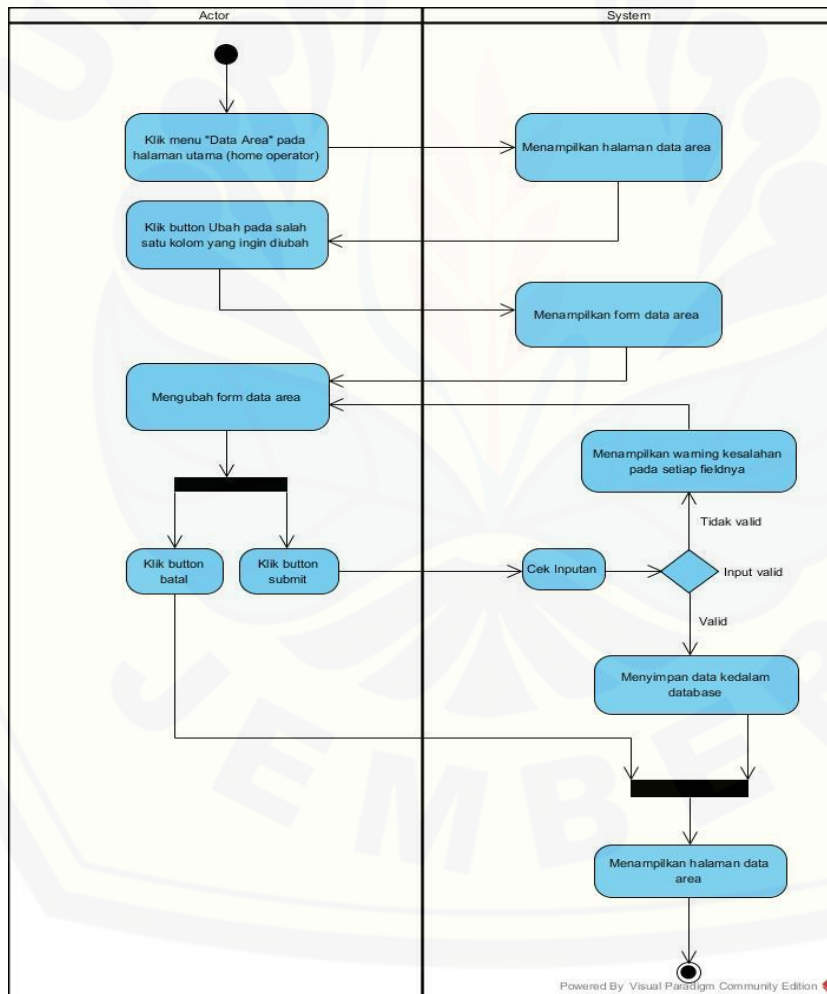 Actor
System
Klik menu "Data Area" pada
halaman utama (home operator)
Menampilkan halaman data area
Klik button Ubah pada salah
satu kolom yang ingin diubah
Menampilkan form data area
Mengubah form data area
Menampilkan warning kesalahan
pada setiap fieldnya
Tidak valid
Klik button
batal
Klik button
submit
Cek Inputan
Input valid
Valid
Menyimpan data kedalam
database
Menampilkan halaman data
area
JEMBER
Powered By Visual Paradigm Community Edition